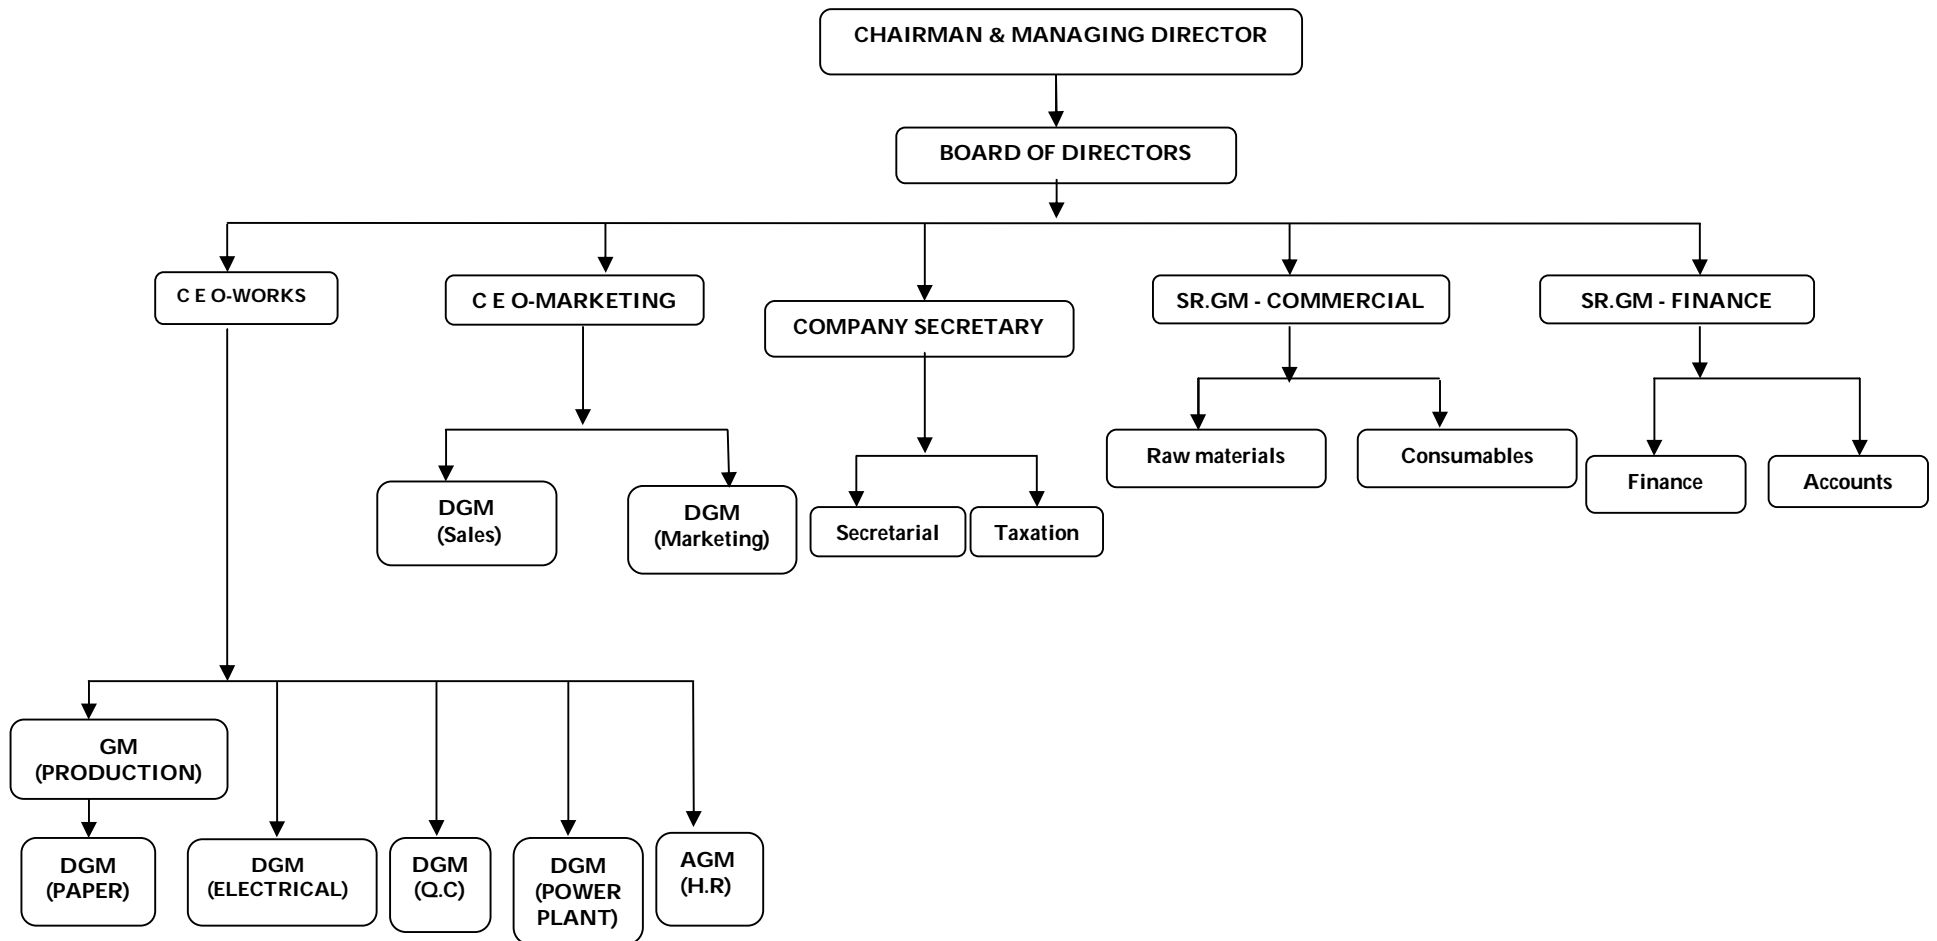 CHAIRMAN & MANAGING DIRECTOR
BOARD OF DIRECTORS
C E O-WORKS
C E O-MARKETING
COMPANY SECRETARY
SR.GM - COMMERCIAL
SR.GM - FINANCE
DGM
(Sales)
DGM
(Marketing)
Secretarial
Taxation
Raw materials
Consumables
Finance
Accounts
GM
(PRODUCTION)
DGM
(PAPER)
DGM
(ELECTRICAL)
DGM
(Q.C)
DGM
(POWER
PLANT)
AGM
(H.R)